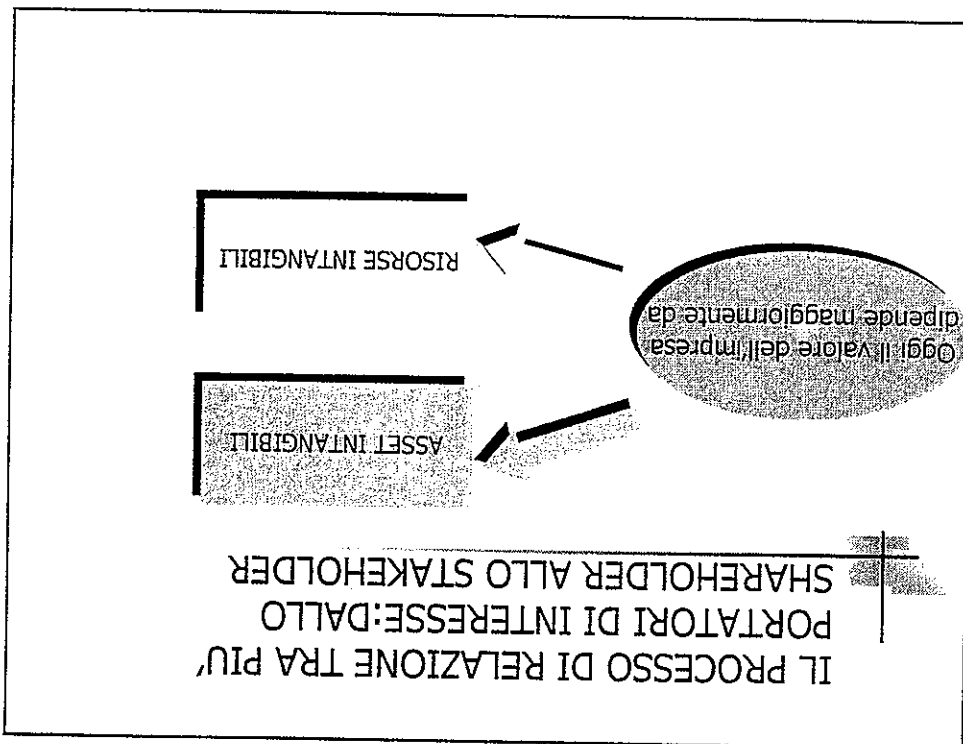 IL PROCESSO DI RELAZIONE TRA PIU'
PORTATORI DI INTERESSE:DALLO
SHAREHOLDER ALLO STAKEHOLDER
Oggi il valore dell'impresa
dipende maggiormente da
ASSET INTANGIBILI
RISORSE INTANGIBILI